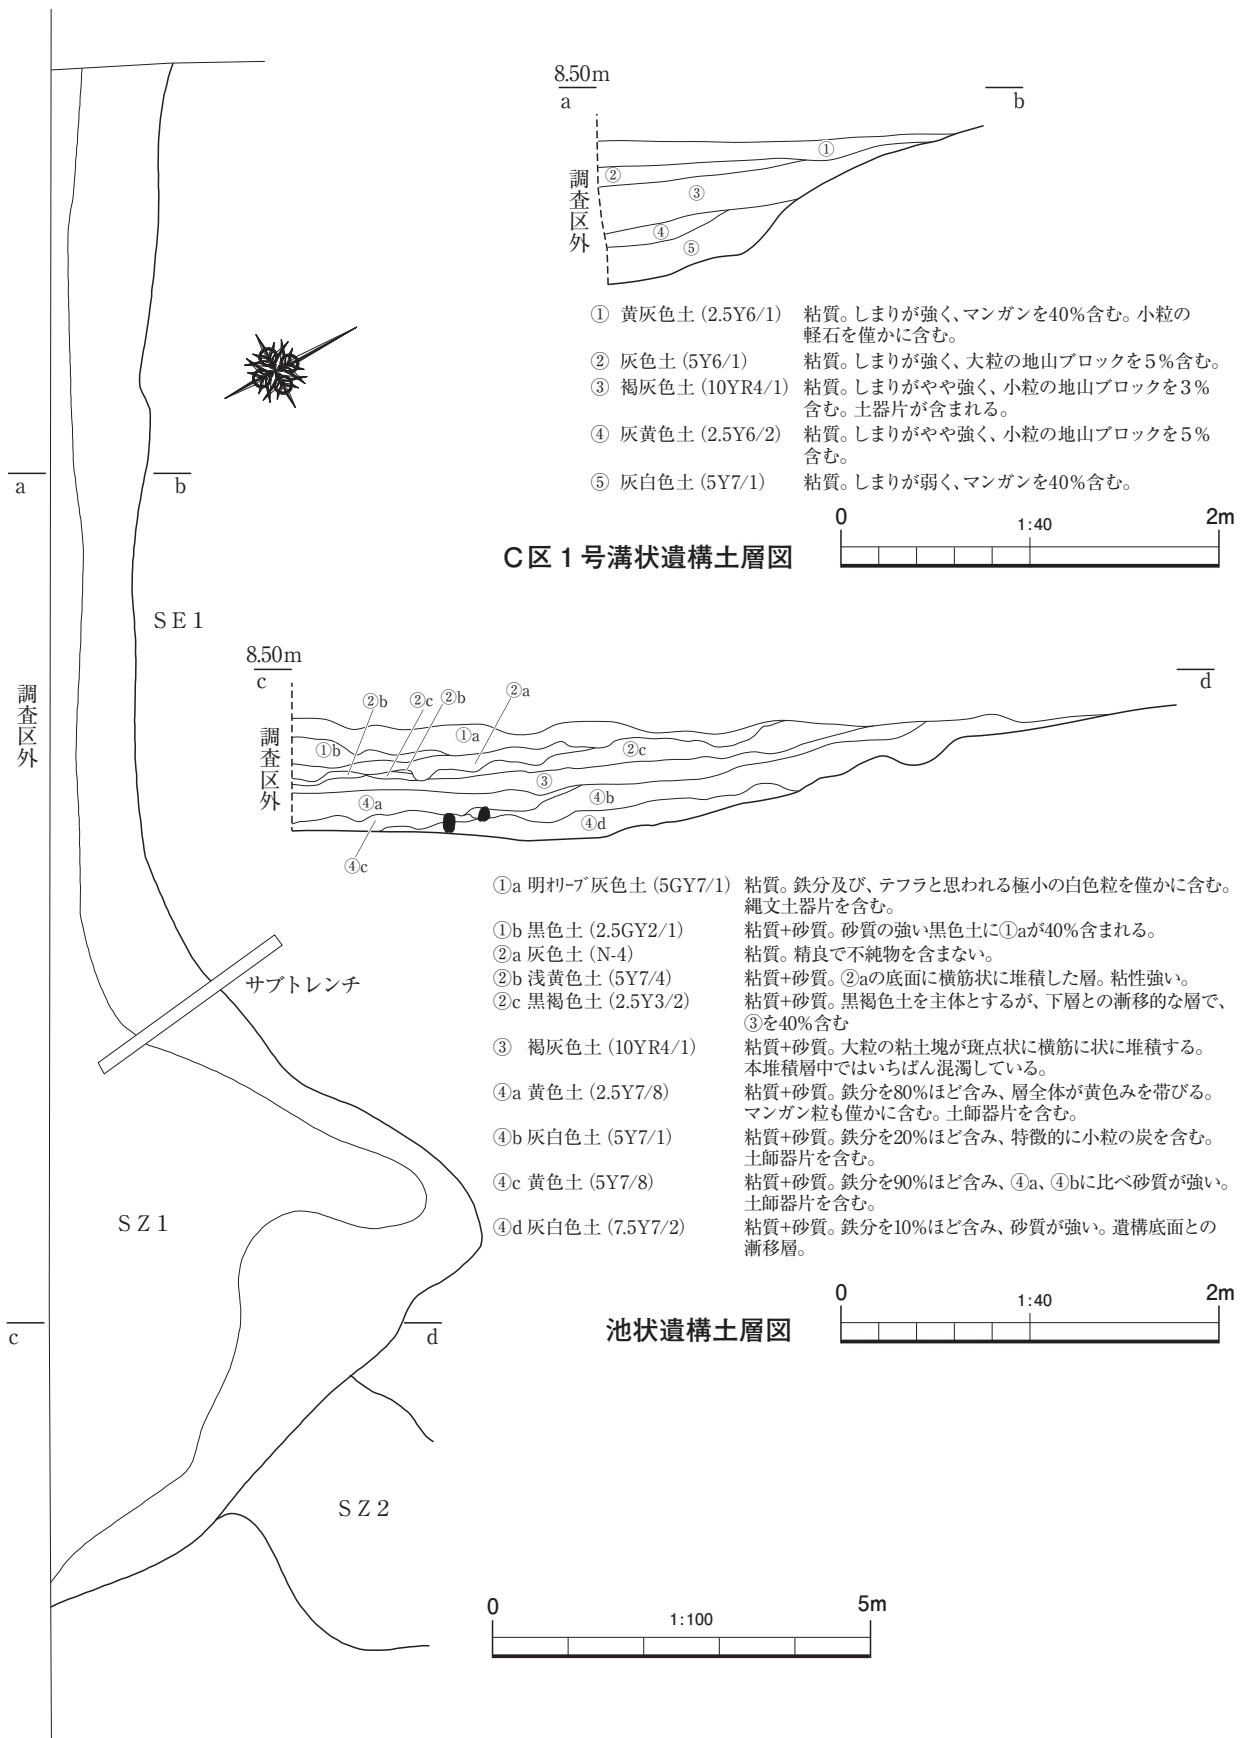 8.50m
a
b
調査区外
①
②
③
④
⑤
① 黄灰色土 (2.5Y6/1) 粘質。しまりが強く、マンガンを40%含む。小粒の
軽石を僅かに含む。
② 灰色土 (5Y6/1) 粘質。しまりが強く、大粒の地山ブロックを5%含む。
③ 褐灰色土 (10YR4/1) 粘質。しまりがやや強く、小粒の地山ブロックを3%
含む。土器片が含まれる。
④ 灰黄色土 (2.5Y6/2) 粘質。しまりがやや強く、小粒の地山ブロックを5%
含む。
⑤ 灰白色土 (5Y7/1) 粘質。しまりが弱く、マンガンを40%含む。
C区1号溝状遺構土層図
0 1:40 2m
a
b
SE1
調査区外
サブトレンチ
SZ1
c
d
SZ2
8.50m
c
d
調査区外
②b
②c
②b
②a
①a
①b
②c
③
④a
④b
④d
④c
①a 明オリーブ灰色土 (5GY7/1) 粘質。鉄分及び、テフラと思われる極小の白色粒を僅かに含む。
縄文土器片を含む。
①b 黒色土 (2.5GY2/1) 粘質+砂質。砂質の強い黒色土に①aが40%含まれる。
②a 灰色土 (N-4) 粘質。精良で不純物を含まない。
②b 浅黄色土 (5Y7/4) 粘質+砂質。②aの底面に横筋状に堆積した層。粘性強い。
②c 黒褐色土 (2.5Y3/2) 粘質+砂質。黒褐色土を主体とするが、下層との漸移的な層で、
③を40%含む
③ 褐灰色土 (10YR4/1) 粘質+砂質。大粒の粘土塊が斑点状に横筋に状に堆積する。
本堆積層中ではいちばん混濁している。
④a 黄色土 (2.5Y7/8) 粘質+砂質。鉄分を80%ほど含み、層全体が黄色みを帯びる。
マンガン粒も僅かに含む。土師器片を含む。
④b 灰白色土 (5Y7/1) 粘質+砂質。鉄分を20%ほど含み、特徴的に小粒の炭を含む。
土師器片を含む。
④c 黄色土 (5Y7/8) 粘質+砂質。鉄分を90%ほど含み、④a、④bに比べ砂質が強い。
土師器片を含む。
④d 灰白色土 (7.5Y7/2) 粘質+砂質。鉄分を10%ほど含み、砂質が強い。遺構底面との
漸移層。
池状遺構土層図
0 1:40 2m
0 1:100 5m